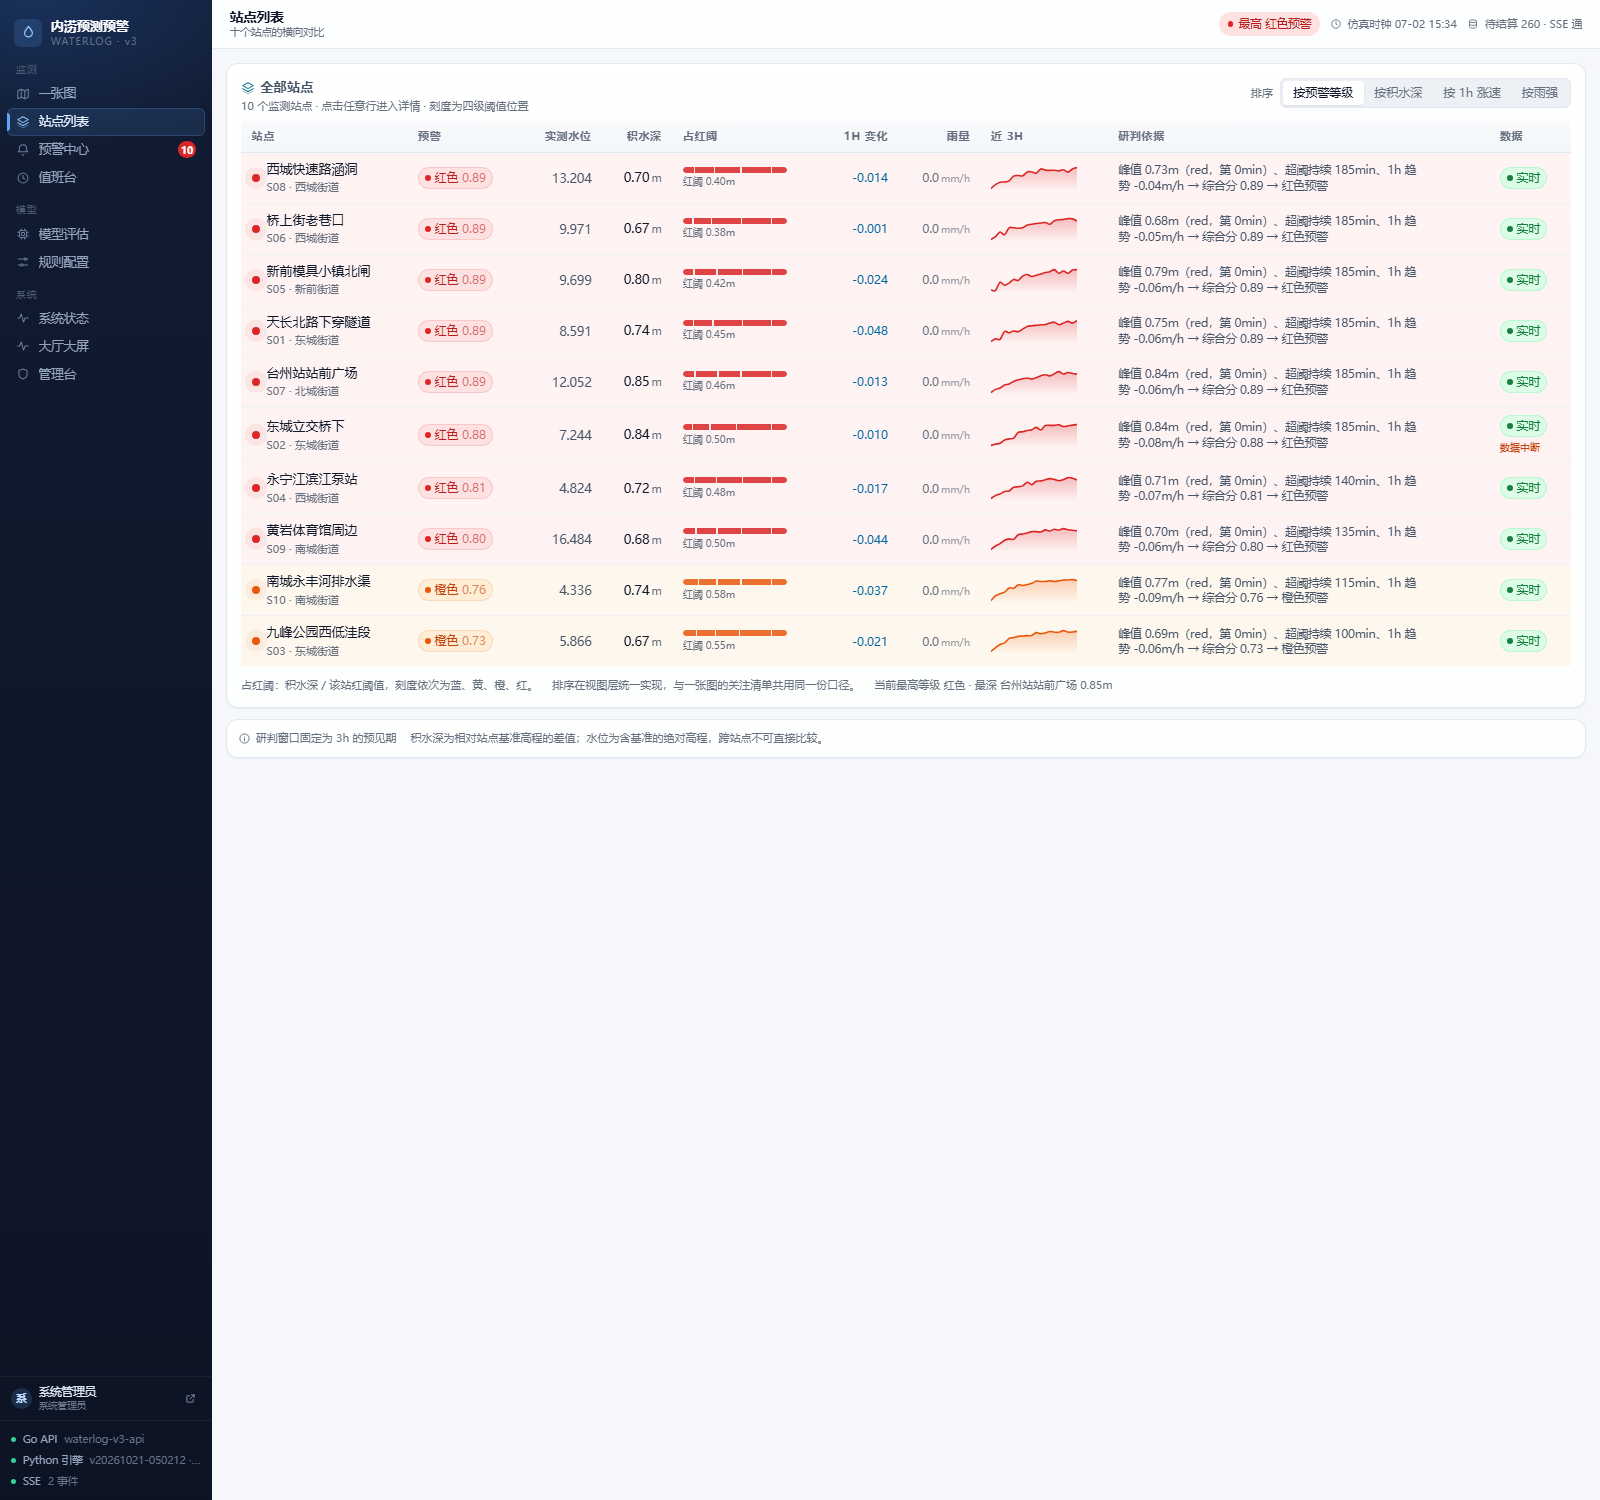 内涝预测预警
WATERLOG · v3
监测
一张图
站点列表
预警中心 10
值班台
模型
模型评估
规则配置
系统
系统状态
大厅大屏
管理台
系 系统管理员
系统管理员
Go API waterlog-v3-api
Python 引擎 v20261021-050212 ·...
SSE 2 事件
站点列表
十个站点的横向对比
最高 红色预警 仿真时钟 07-02 15:34 待结算 260 · SSE 通
全部站点
10 个监测站点 · 点击任意行进入详情 · 刻度为四级阈值位置
排序 按预警等级 按积水深 按 1h 涨速 按雨强
站点 预警 实测水位 积水深 占红阈 1H 变化 雨量 近 3H 研判依据 数据
西城快速路涵洞
S08 · 西城街道
红色 0.89 13.204 0.70 m 红阈 0.40m -0.014 0.0 mm/h
峰值 0.73m（red，第 0min）、超阈持续 185min、1h 趋
势 -0.04m/h → 综合分 0.89 → 红色预警
实时
桥上街老巷口
S06 · 西城街道
红色 0.89 9.971 0.67 m 红阈 0.38m -0.001 0.0 mm/h
峰值 0.68m（red，第 0min）、超阈持续 185min、1h 趋
势 -0.05m/h → 综合分 0.89 → 红色预警
实时
新前模具小镇北闸
S05 · 新前街道
红色 0.89 9.699 0.80 m 红阈 0.42m -0.024 0.0 mm/h
峰值 0.79m（red，第 0min）、超阈持续 185min、1h 趋
势 -0.06m/h → 综合分 0.89 → 红色预警
实时
天长北路下穿隧道
S01 · 东城街道
红色 0.89 8.591 0.74 m 红阈 0.45m -0.048 0.0 mm/h
峰值 0.75m（red，第 0min）、超阈持续 185min、1h 趋
势 -0.06m/h → 综合分 0.89 → 红色预警
实时
台州站站前广场
S07 · 北城街道
红色 0.89 12.052 0.85 m 红阈 0.46m -0.013 0.0 mm/h
峰值 0.84m（red，第 0min）、超阈持续 185min、1h 趋
势 -0.06m/h → 综合分 0.89 → 红色预警
实时
东城立交桥下
S02 · 东城街道
红色 0.88 7.244 0.84 m 红阈 0.50m -0.010 0.0 mm/h
峰值 0.84m（red，第 0min）、超阈持续 185min、1h 趋
势 -0.08m/h → 综合分 0.88 → 红色预警
实时
数据中断
永宁江滨江泵站
S04 · 西城街道
红色 0.81 4.824 0.72 m 红阈 0.48m -0.017 0.0 mm/h
峰值 0.71m（red，第 0min）、超阈持续 140min、1h 趋
势 -0.07m/h → 综合分 0.81 → 红色预警
实时
黄岩体育馆周边
S09 · 南城街道
红色 0.80 16.484 0.68 m 红阈 0.50m -0.044 0.0 mm/h
峰值 0.70m（red，第 0min）、超阈持续 135min、1h 趋
势 -0.06m/h → 综合分 0.80 → 红色预警
实时
南城永丰河排水渠
S10 · 南城街道
橙色 0.76 4.336 0.74 m 红阈 0.58m -0.037 0.0 mm/h
峰值 0.77m（red，第 0min）、超阈持续 115min、1h 趋
势 -0.09m/h → 综合分 0.76 → 橙色预警
实时
九峰公园西低洼段
S03 · 东城街道
橙色 0.73 5.866 0.67 m 红阈 0.55m -0.021 0.0 mm/h
峰值 0.69m（red，第 0min）、超阈持续 100min、1h 趋
势 -0.06m/h → 综合分 0.73 → 橙色预警
实时
占红阈：积水深 / 该站红阈值，刻度依次为蓝、黄、橙、红。 排序在视图层统一实现，与一张图的关注清单共用同一份口径。 当前最高等级 红色 · 最深 台州站站前广场 0.85m
研判窗口固定为 3h 的预见期 积水深为相对站点基准高程的差值；水位为含基准的绝对高程，跨站点不可直接比较。